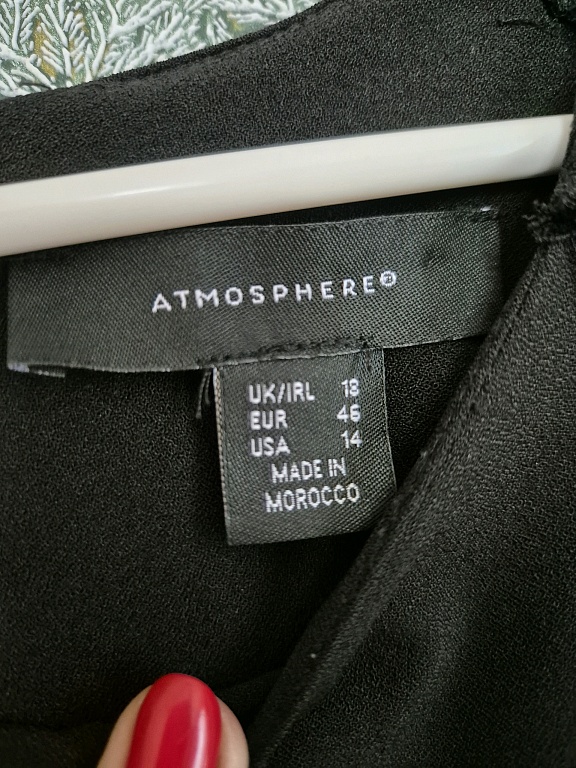 ATMOSPHERE®
UK/IRL 18
EUR 46
USA 14
MADE IN
MOROCCO